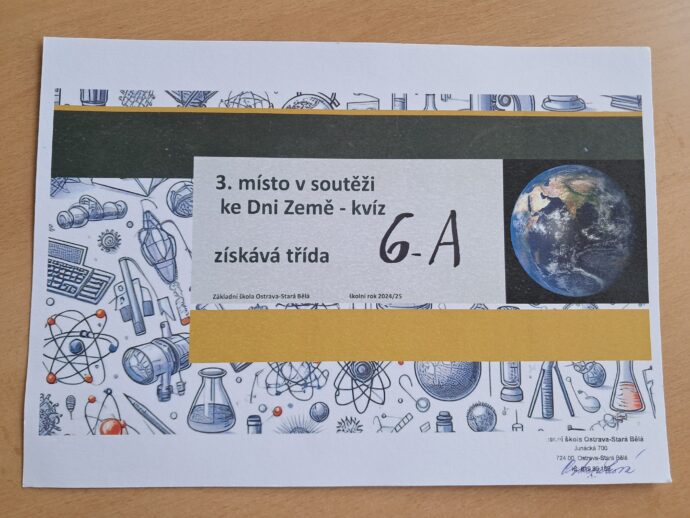 3. místo v soutěži
ke Dni Země - kvíz
získává třída 6.A
Základní škola Ostrava-Stará Bělá školní rok 2024/25
škola Ostrava-Stará Bělá
Junácká 700
724 00, Ostrava-Stará Bělá